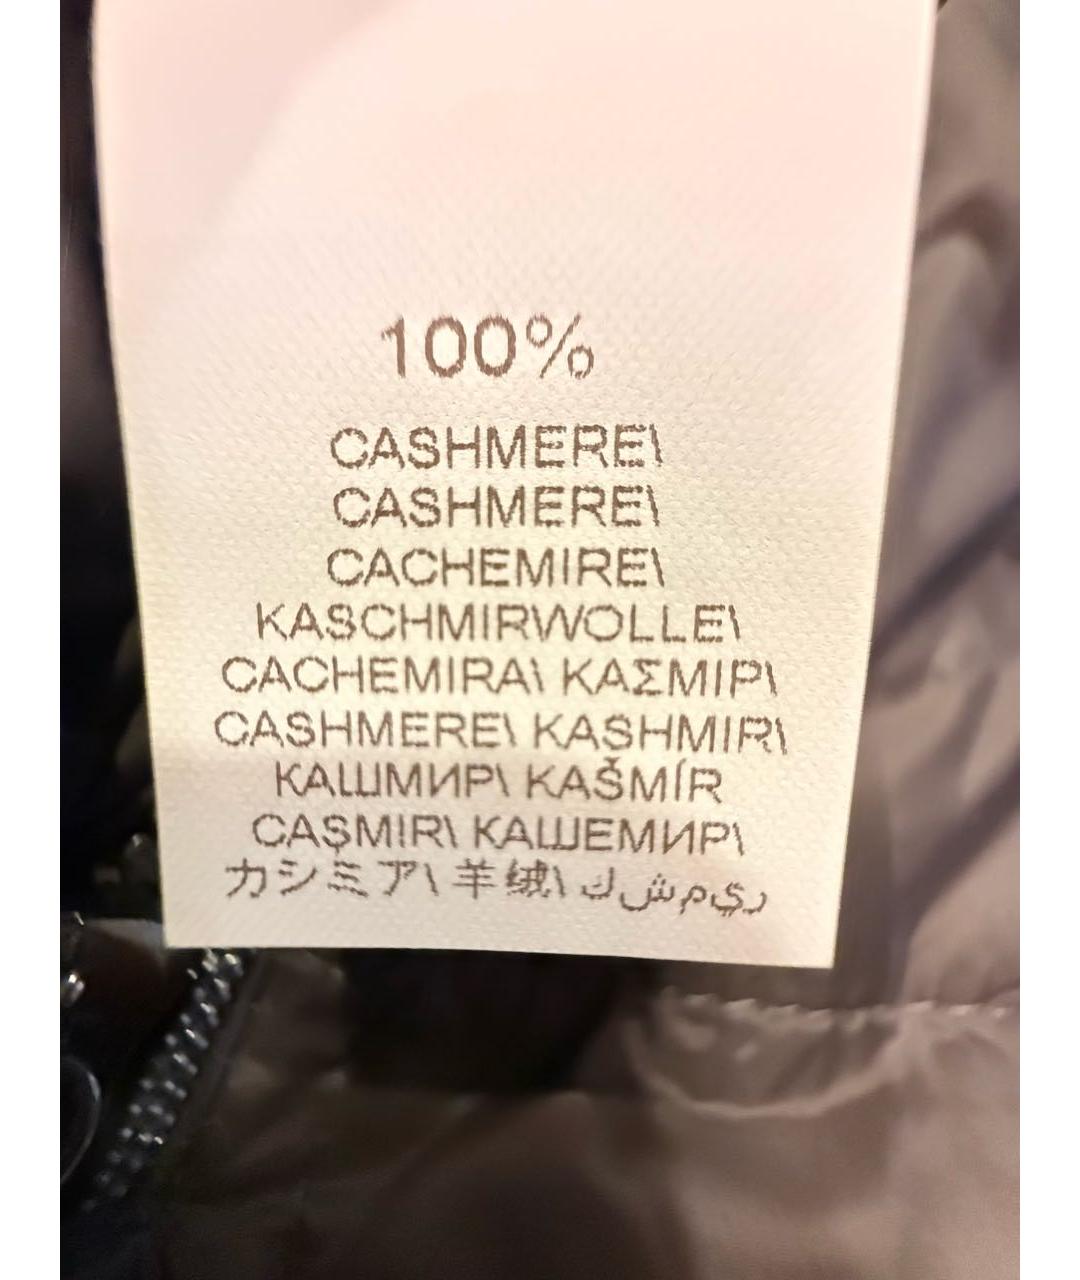 100%
CASHMERE\
CASHMERE\
CACHEMIRE\
KASCHMIRWOLLE\
CACHEMIRA\ ΚΑΣΜΙΡ\
CASHMERE\ KASHMIR\
КАШМИР\ KAŠMÍR
CAŞMIR\ КАШЕМИР\
カシミア\ 羊绒\ ك ش م ي ر